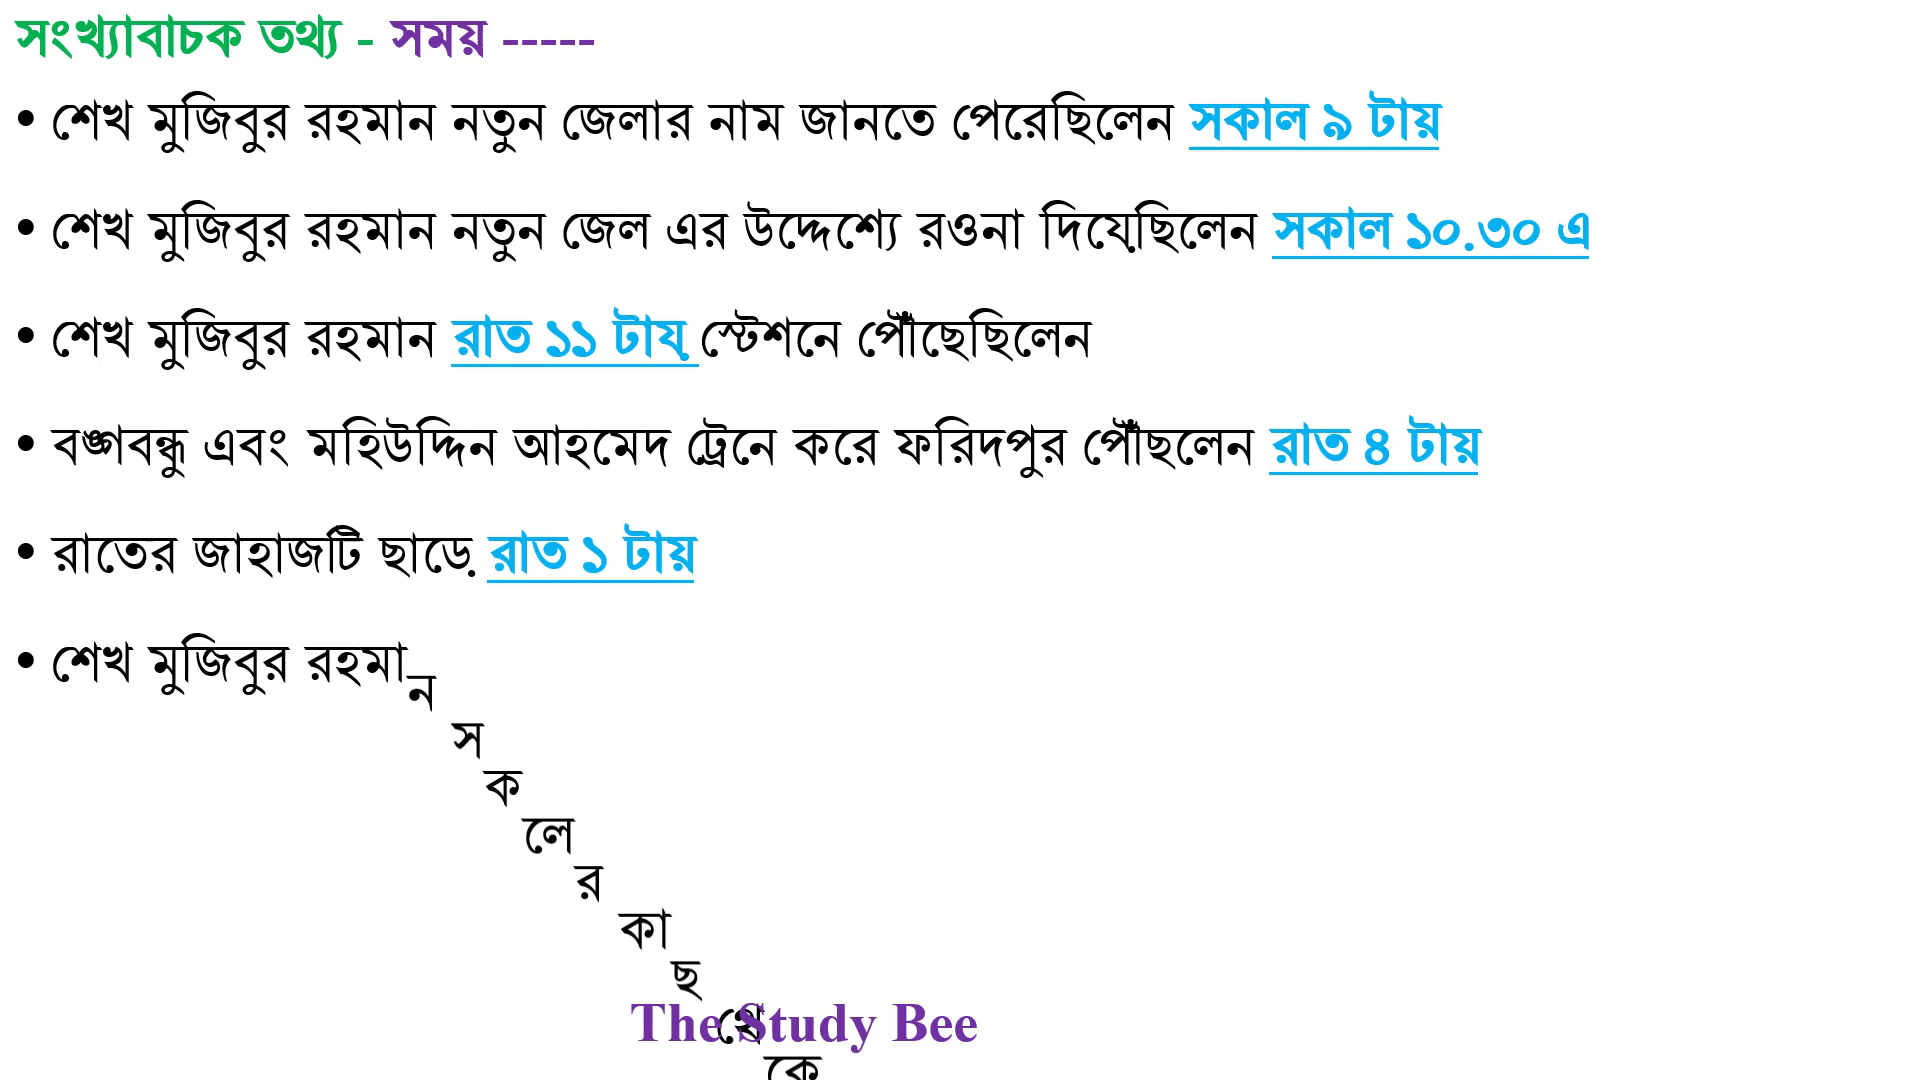 সংখ্যাবাচক তথ্য - সময় -----
• শেখ মুজিবুর রহমান নতুন জেলার নাম জানতে পেরেছিলেন সকাল ৯ টায়
• শেখ মুজিবুর রহমান নতুন জেল এর উদ্দেশ্যে রওনা দিয়েছিলেন সকাল ১০.৩০ এ
• শেখ মুজিবুর রহমান রাত ১১ টায় স্টেশনে পৌঁছেছিলেন
• বঙ্গবন্ধু এবং মহিউদ্দিন আহমেদ ট্রেনে করে ফরিদপুর পৌঁছলেন রাত ৪ টায়
• রাতের জাহাজটি ছাড়ে রাত ১ টায়
• শেখ মুজিবুর রহমান সকলের কাছ থেকে
The Study Bee